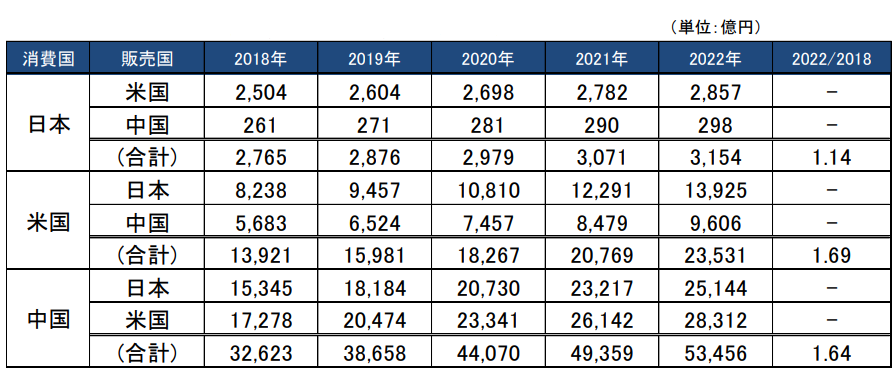 (単位:億円)
消費国 販売国 2018年 2019年 2020年 2021年 2022年 2022/2018
日本 米国 2,504 2,604 2,698 2,782 2,857 −
中国 261 271 281 290 298 −
(合計) 2,765 2,876 2,979 3,071 3,154 1.14
米国 日本 8,238 9,457 10,810 12,291 13,925 −
中国 5,683 6,524 7,457 8,479 9,606 −
(合計) 13,921 15,981 18,267 20,769 23,531 1.69
中国 日本 15,345 18,184 20,730 23,217 25,144 −
米国 17,278 20,474 23,341 26,142 28,312 −
(合計) 32,623 38,658 44,070 49,359 53,456 1.64